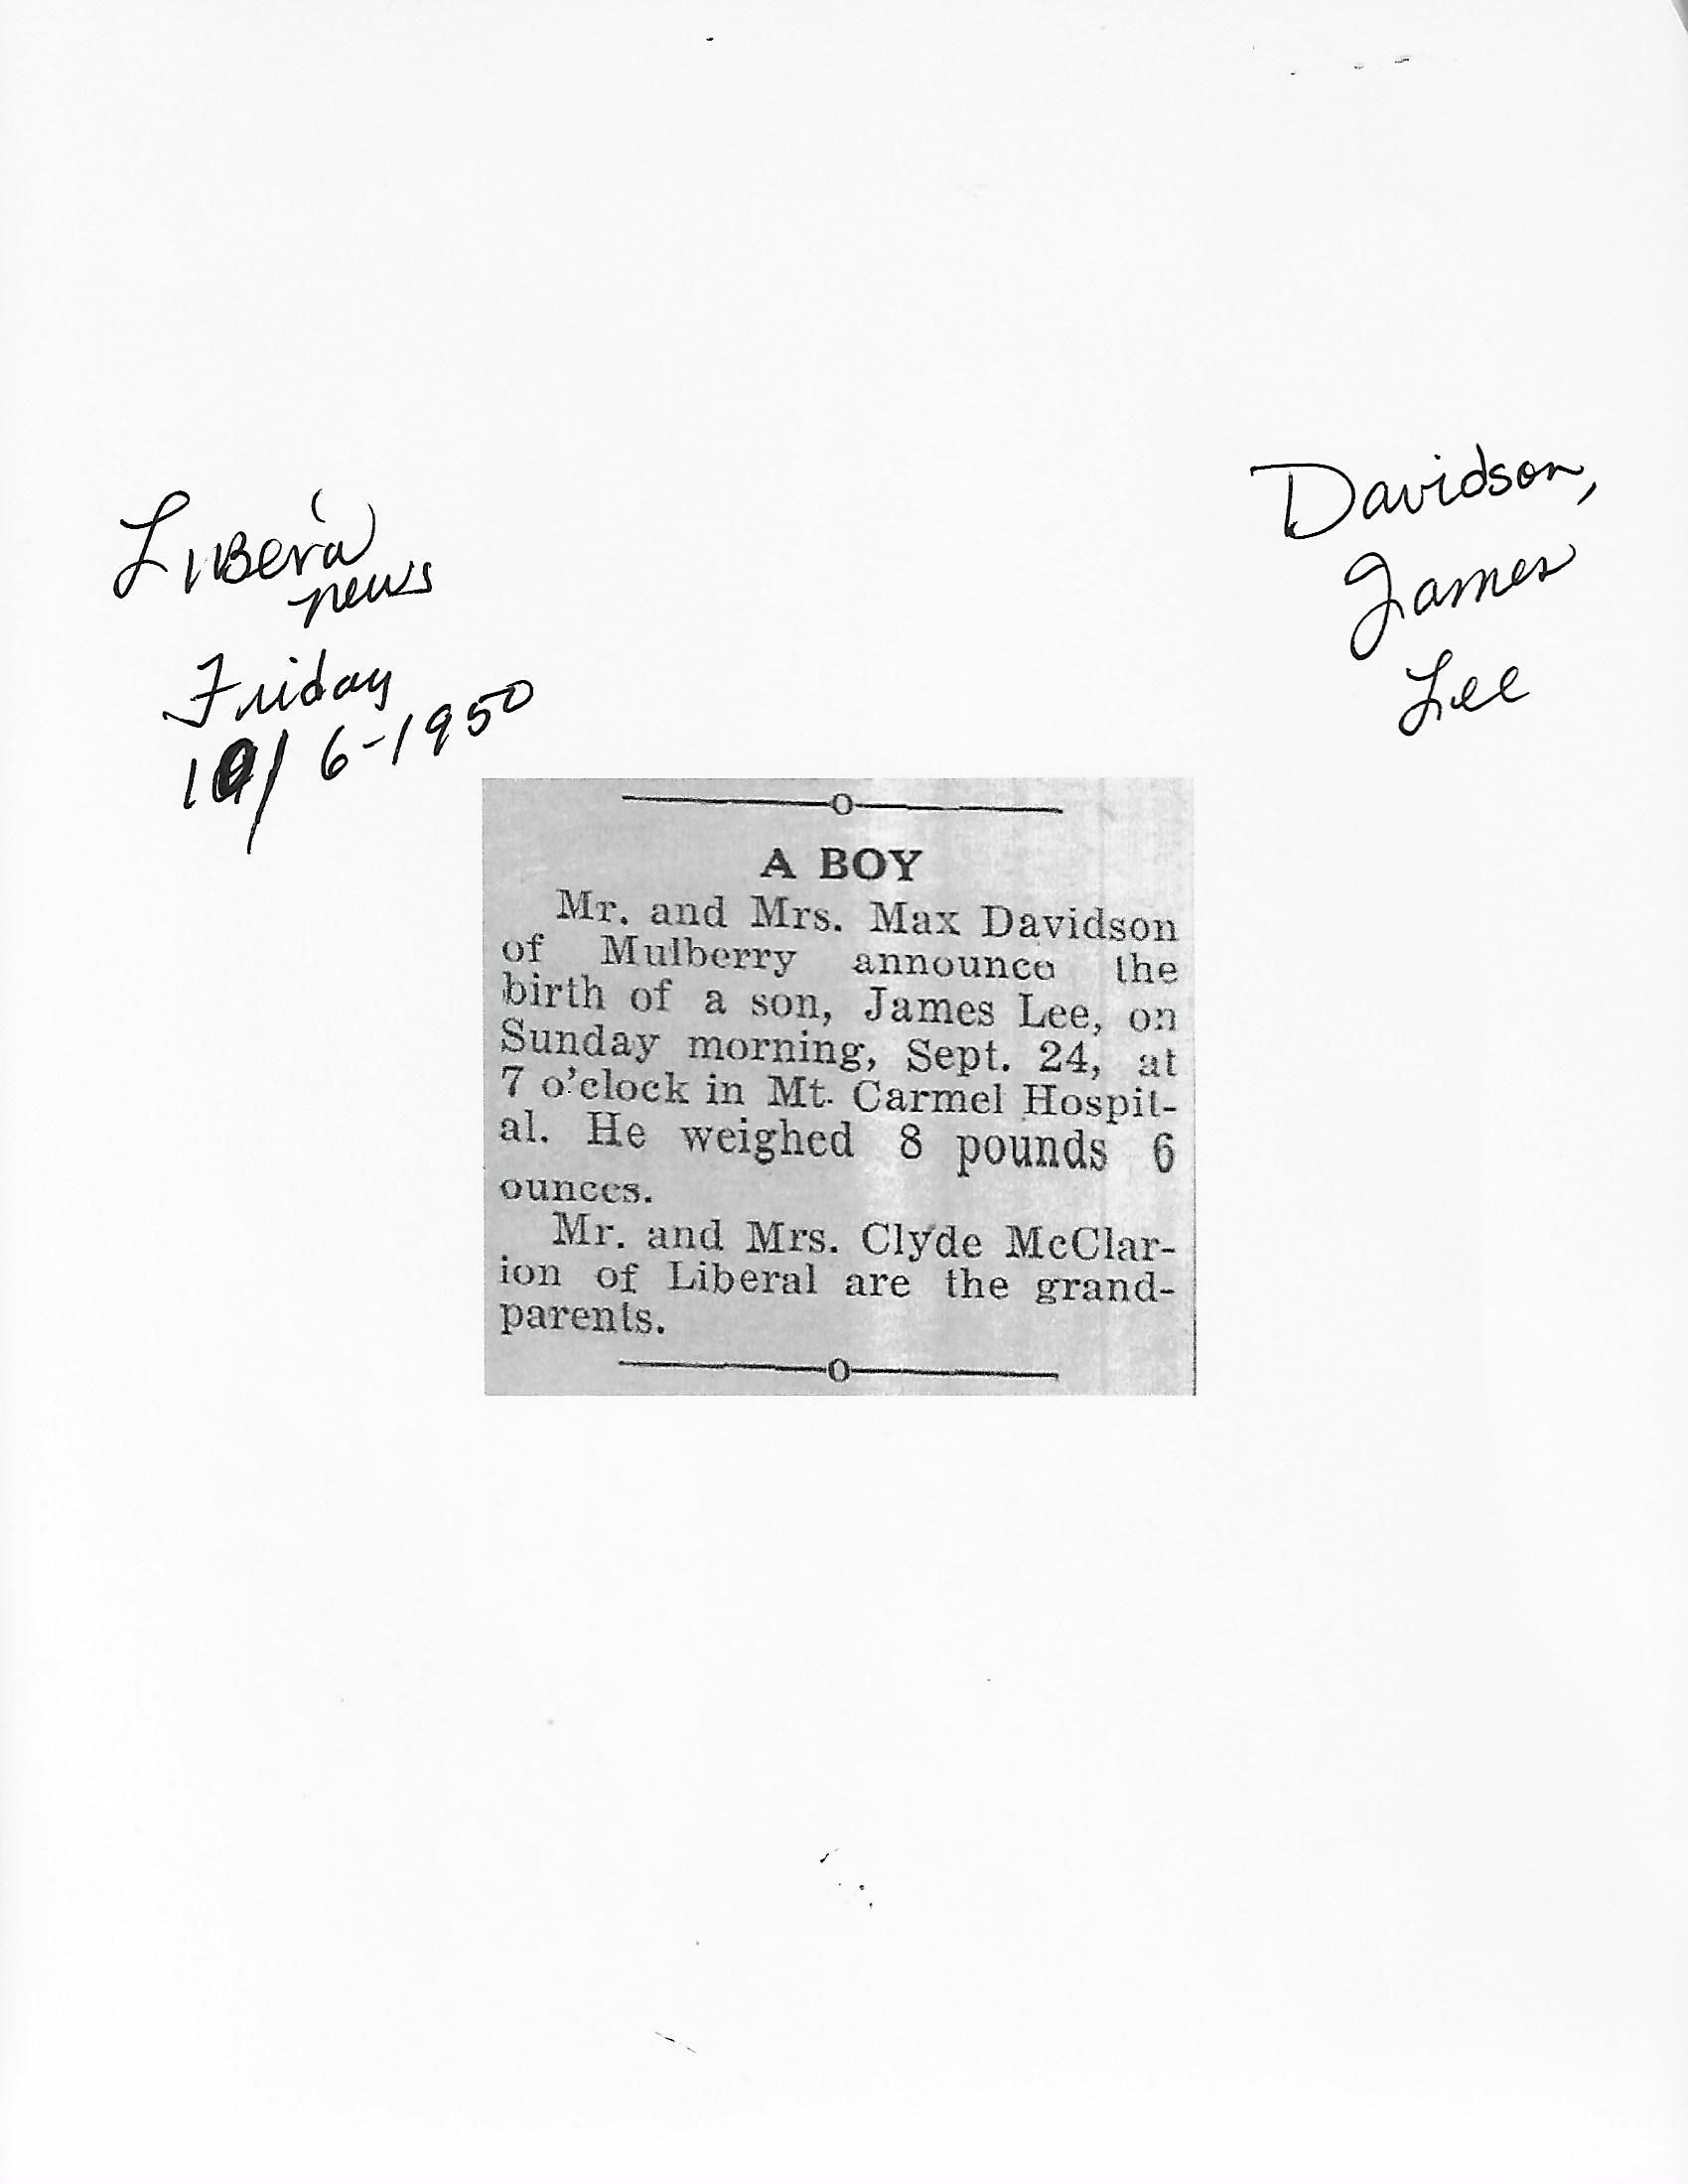 Liberal
news
Friday
10/6-1950
Davidson,
James
Lee
A BOY
Mr. and Mrs. Max Davidson
of Mulberry announce the
birth of a son, James Lee, on
Sunday morning, Sept. 24, at
7 o'clock in Mt. Carmel Hospit-
al. He weighed 8 pounds 6
ounces.
Mr. and Mrs. Clyde McClar-
ion of Liberal are the grand-
parents.